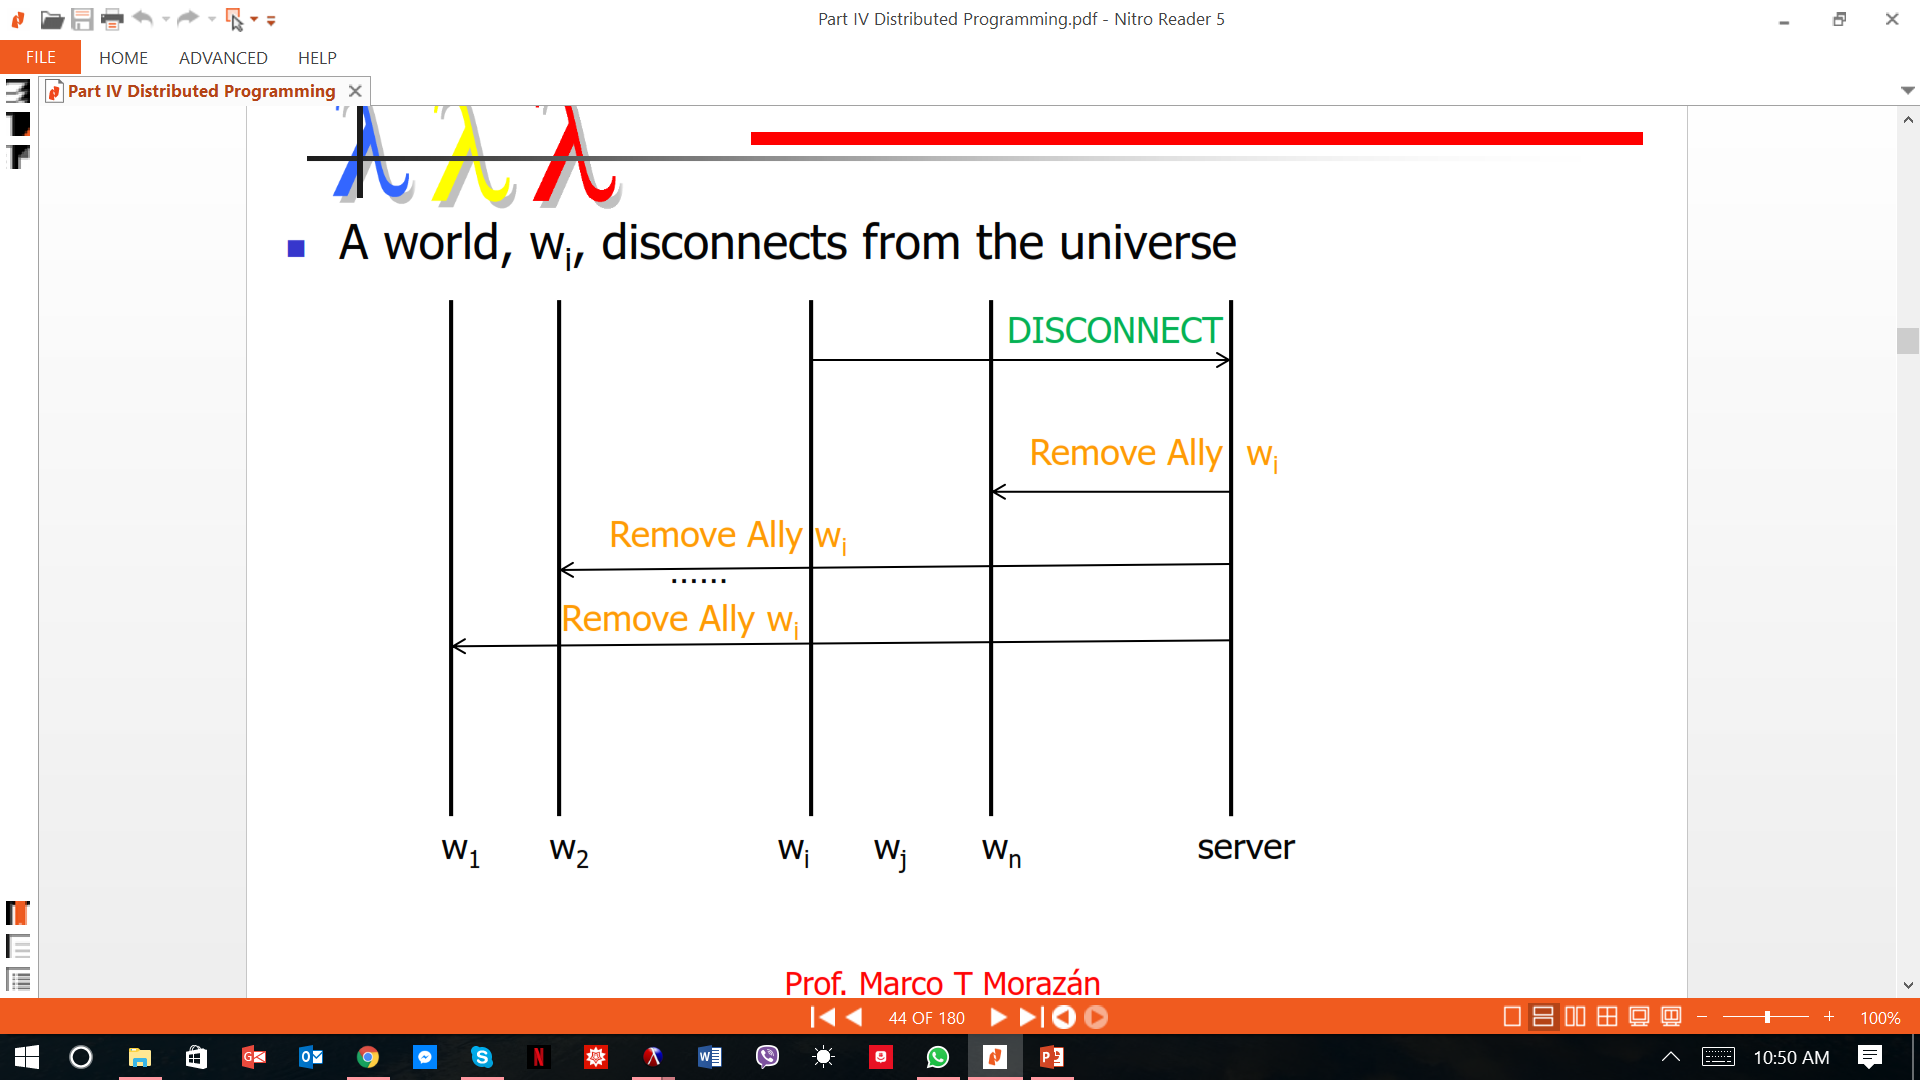 Part IV Distributed Programming.pdf - Nitro Reader 5
FILE HOME ADVANCED HELP
Part IV Distributed Programming
λ λ λ
A world, wi, disconnects from the universe
DISCONNECT
Remove Ally wi
Remove Ally wi
......
Remove Ally wi
w1 w2 wi wj wn server
Prof. Marco T Morazán
44 OF 180
100%
10:50 AM